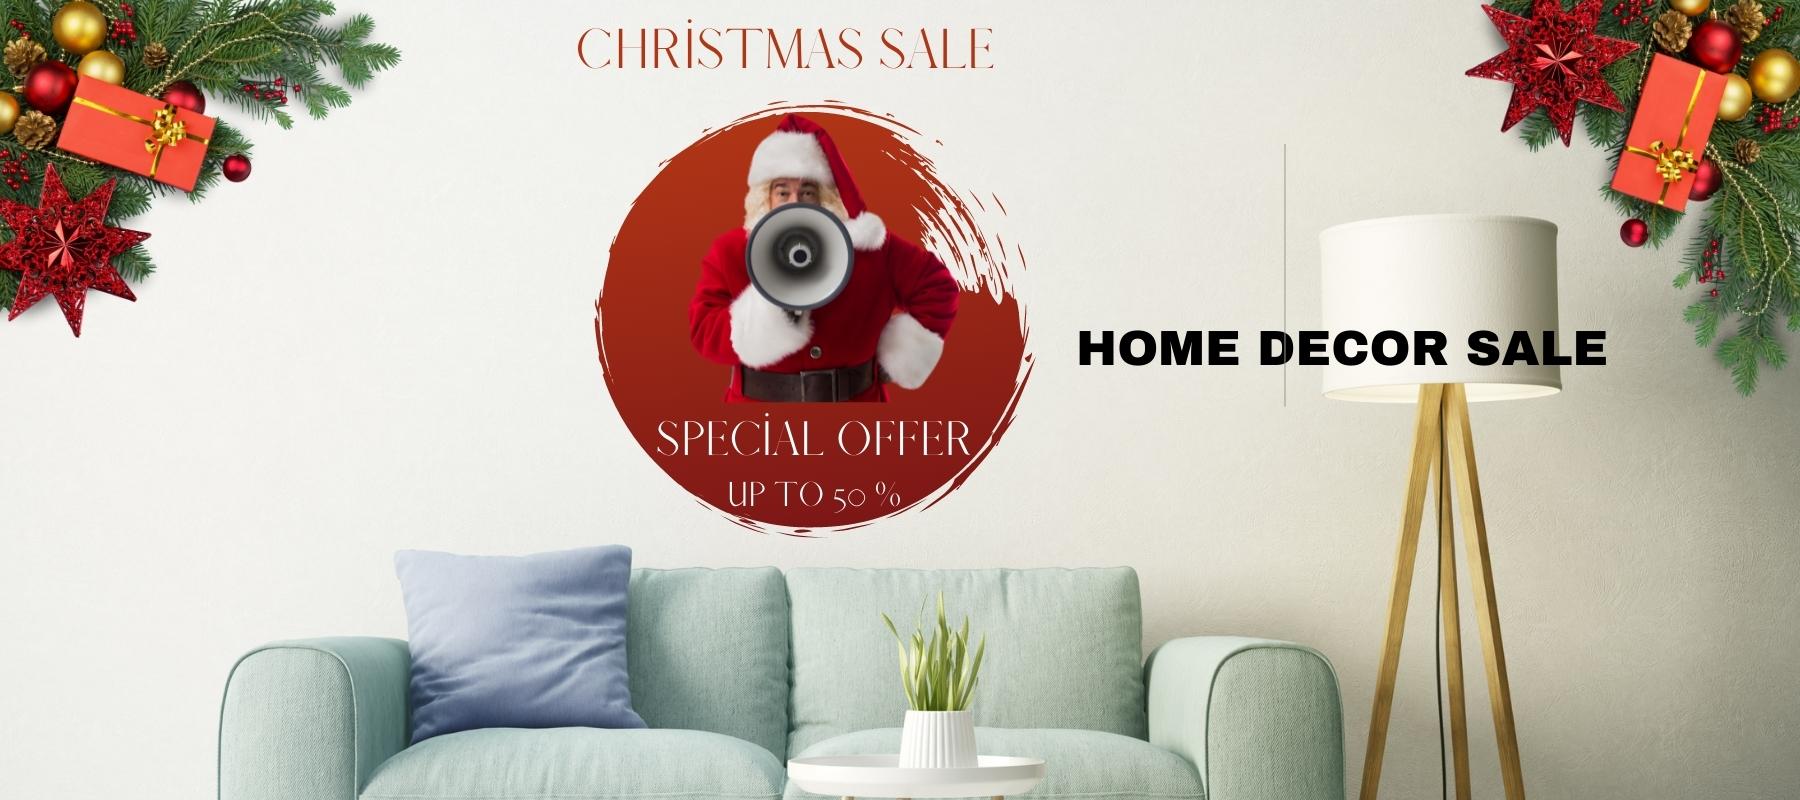 CHRİSTMAS SALE
SPECİAL OFFER
UP TO 50 %
HOME DECOR SALE